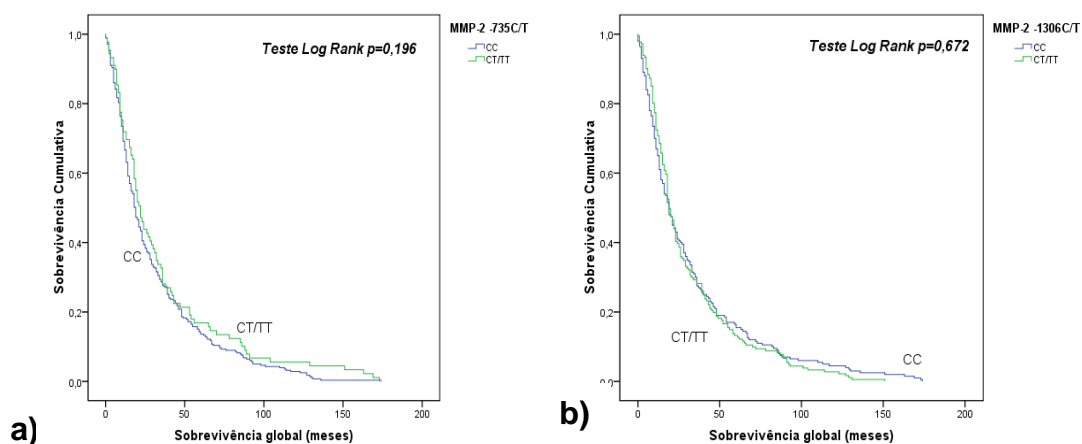 MMP-2 -735C/T
CC
CT/TT
Teste Log Rank p=0,196
Sobrevivência Cumulativa
1,0
0,8
0,6
0,4
0,2
0,0
CC
CT/TT
0
50
100
150
200
Sobrevivência global (meses)
a)
MMP-2 -1306C/T
CC
CT/TT
Teste Log Rank p=0,672
Sobrevivência Cumulativa
1,0
0,8
0,6
0,4
0,2
0,0
CT/TT
CC
0
50
100
150
200
Sobrevivência global (meses)
b)